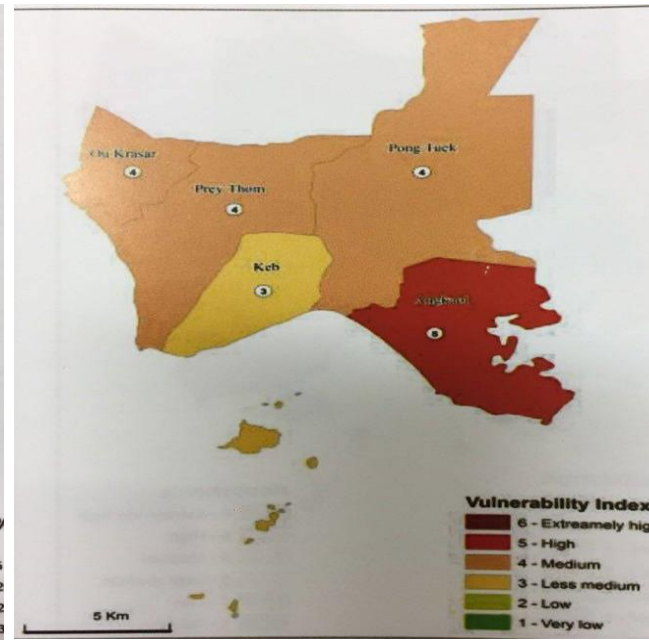 Ou Krasar
4
Prey Thom
4
Pong Tuek
4
Keb
3
Angkaol
5
Vulnerability Index
6 - Extreamely hig
5 - High
4 - Medium
3 - Less medium
2 - Low
1 - Very low
5 Km